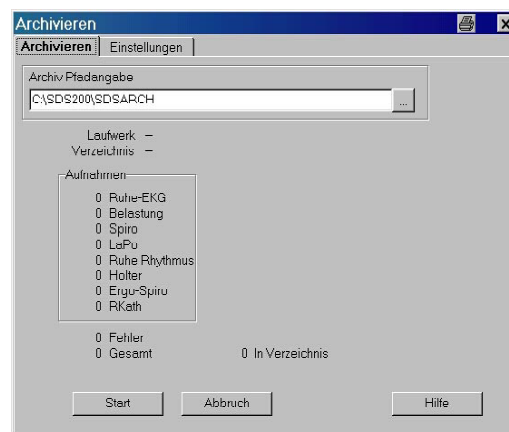 Archivieren
Archivieren Einstellungen
Archiv Pfadangabe
C:\SDS200\SDSARCH ...
Laufwerk –
Verzeichnis –
Aufnahmen
0 Ruhe-EKG
0 Belastung
0 Spiro
0 LaPo
0 Ruhe Rhythmus
0 Holter
0 Ergo-Spiro
0 RKath
0 Fehler
0 Gesamt 0 In Verzeichnis
Start Abbruch Hilfe